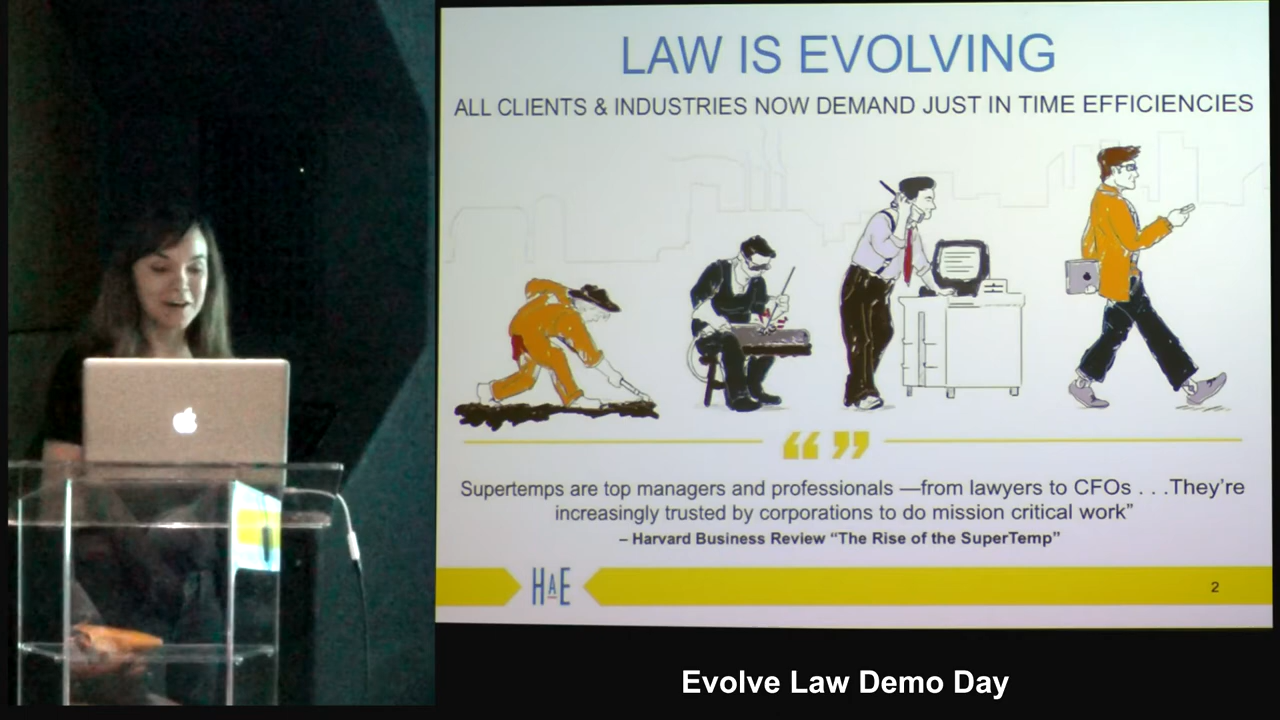 LAW IS EVOLVING
ALL CLIENTS & INDUSTRIES NOW DEMAND JUST IN TIME EFFICIENCIES
“ ”
Supertemps are top managers and professionals —from lawyers to CFOs . . .They’re
increasingly trusted by corporations to do mission critical work”
– Harvard Business Review “The Rise of the SuperTemp”
HAE
2
Evolve Law Demo Day